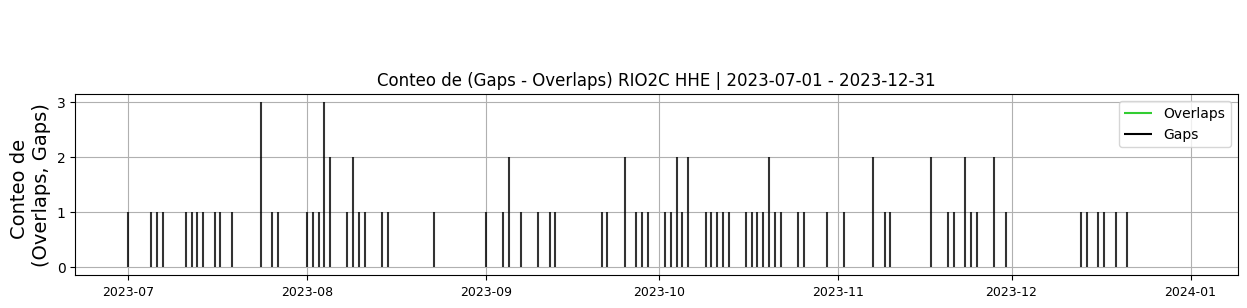 Conteo de (Gaps - Overlaps) RIO2C HHE | 2023-07-01 - 2023-12-31
Conteo de
(Overlaps, Gaps)
3
2
1
0
Overlaps
Gaps
2023-07
2023-08
2023-09
2023-10
2023-11
2023-12
2024-01